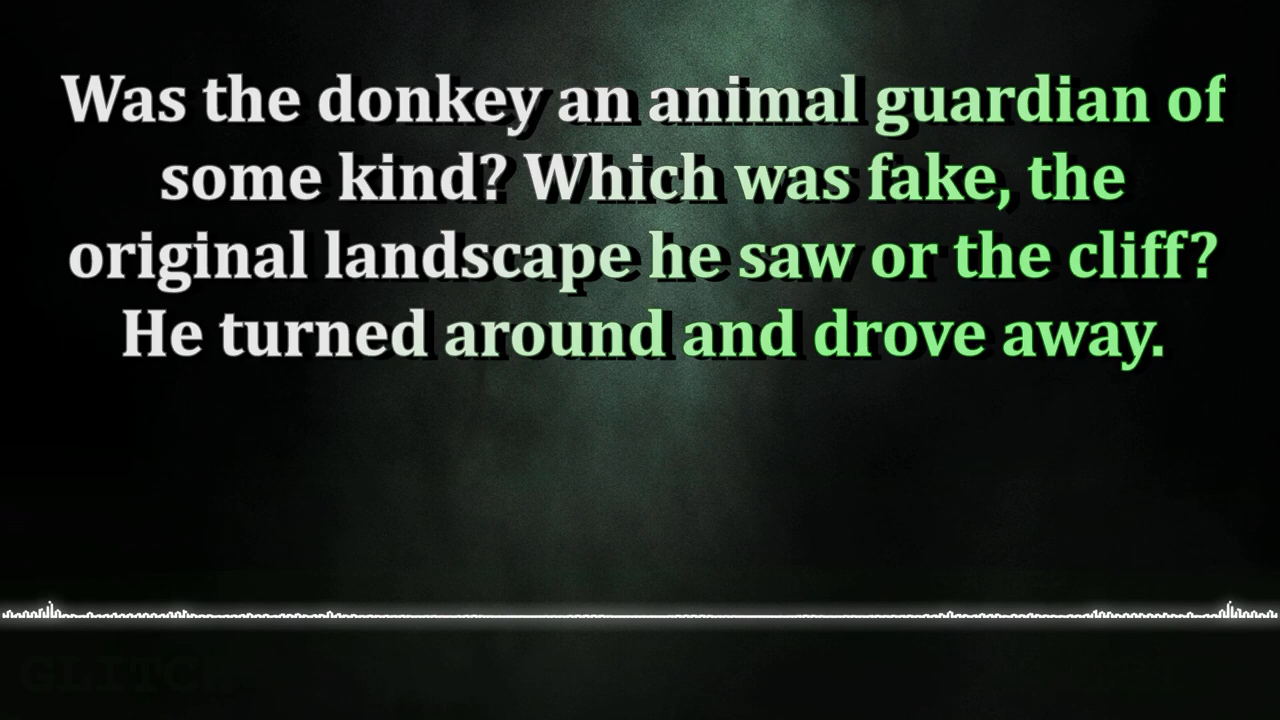 Was the donkey an animal guardian of
some kind? Which was fake, the
original landscape he saw or the cliff?
He turned around and drove away.
GLITCH